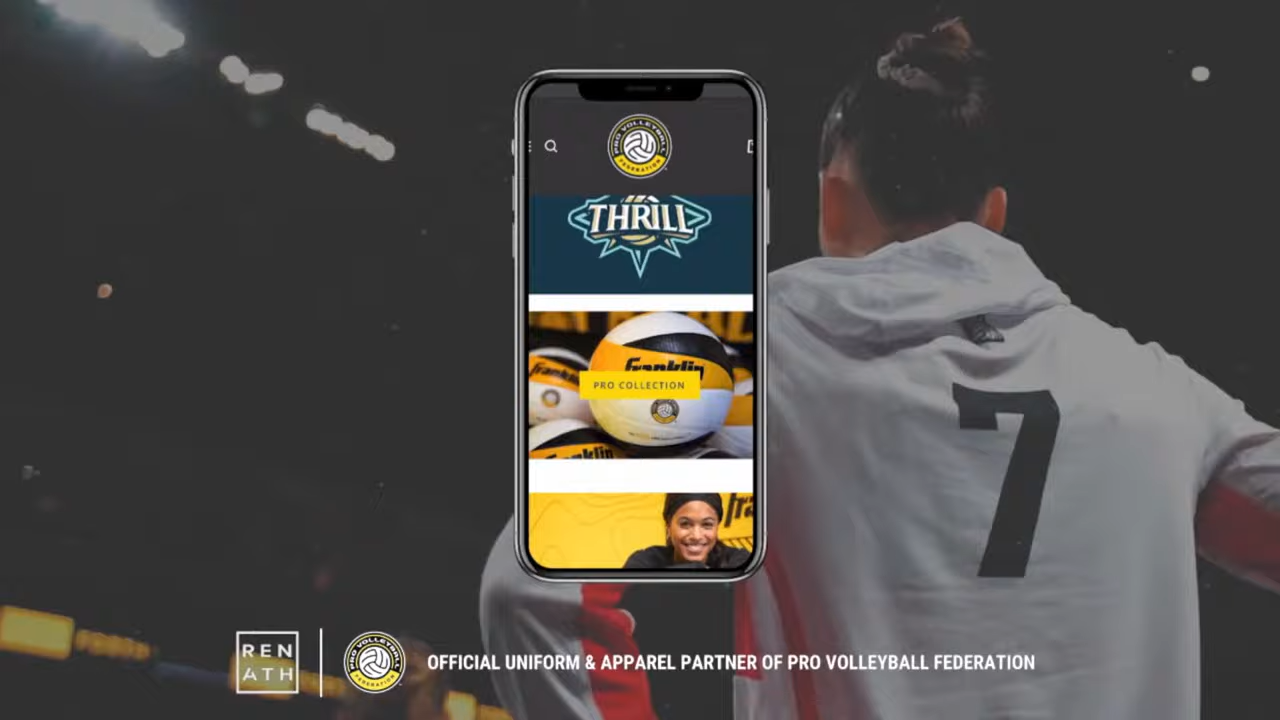 PRO VOLLEYBALL
FEDERATION
THRILL
Franklin
Franklin
PRO COLLECTION
Franklin
7
REN
ATH
PRO VOLLEYBALL
FEDERATION
OFFICIAL UNIFORM & APPAREL PARTNER OF PRO VOLLEYBALL FEDERATION